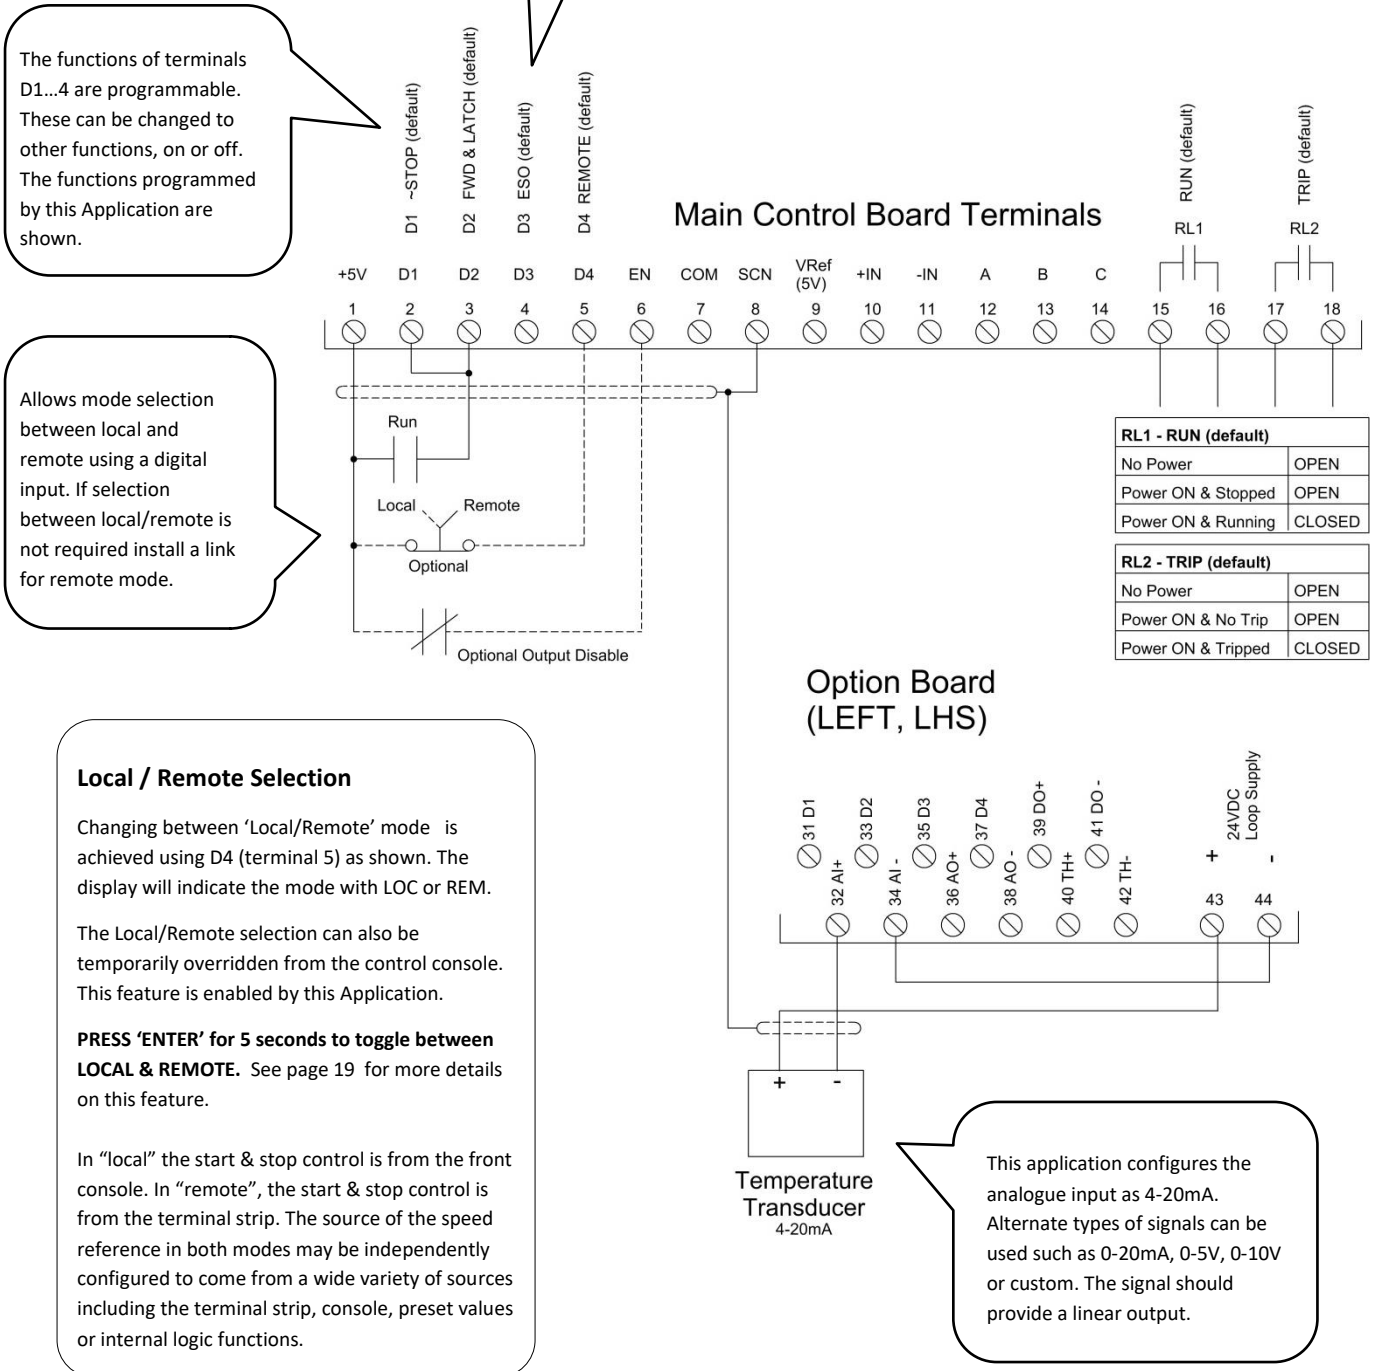 The functions of terminals
D1…4 are programmable.
These can be changed to
other functions, on or off.
The functions programmed
by this Application are
shown.
D1 ~STOP (default)
D2 FWD & LATCH (default)
D3 ESO (default)
D4 REMOTE (default)
Main Control Board Terminals
RUN (default)
TRIP (default)
RL1
RL2
+5V D1 D2 D3 D4 EN COM SCN VRef (5V) +IN -IN A B C
1 2 3 4 5 6 7 8 9 10 11 12 13 14 15 16 17 18
Allows mode selection
between local and
remote using a digital
input. If selection
between local/remote is
not required install a link
for remote mode.
Run
Local Remote
Optional
Optional Output Disable
RL1 - RUN (default)
No Power OPEN
Power ON & Stopped OPEN
Power ON & Running CLOSED
RL2 - TRIP (default)
No Power OPEN
Power ON & No Trip OPEN
Power ON & Tripped CLOSED
Option Board
(LEFT, LHS)
31 D1
33 D2
35 D3
37 D4
39 DO+
41 DO -
24VDC
Loop Supply
+ -
32 AI+
34 AI -
36 AO+
38 AO -
40 TH+
42 TH-
43 44
+ -
Temperature
Transducer
4-20mA
Local / Remote Selection
Changing between ‘Local/Remote’ mode is
achieved using D4 (terminal 5) as shown. The
display will indicate the mode with LOC or REM.
The Local/Remote selection can also be
temporarily overridden from the control console.
This feature is enabled by this Application.
PRESS ‘ENTER’ for 5 seconds to toggle between
LOCAL & REMOTE. See page 19 for more details
on this feature.
In “local” the start & stop control is from the front
console. In “remote”, the start & stop control is
from the terminal strip. The source of the speed
reference in both modes may be independently
configured to come from a wide variety of sources
including the terminal strip, console, preset values
or internal logic functions.
This application configures the
analogue input as 4-20mA.
Alternate types of signals can be
used such as 0-20mA, 0-5V, 0-10V
or custom. The signal should
provide a linear output.